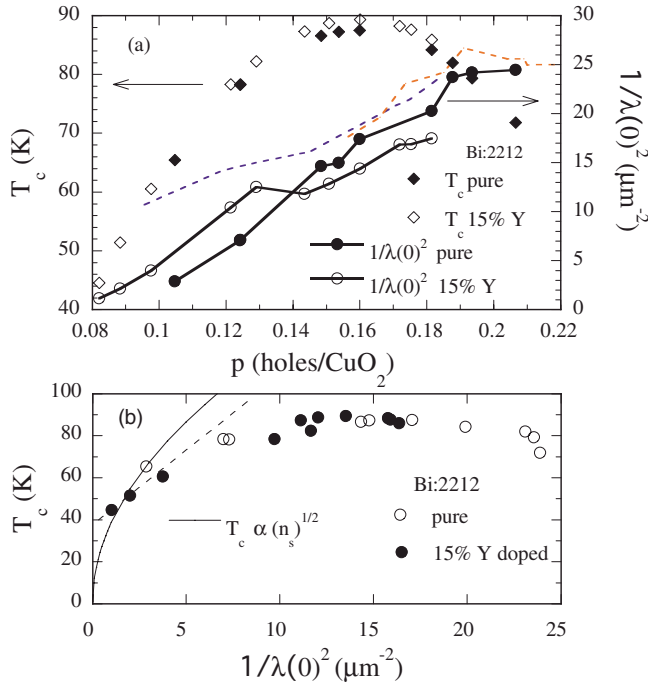 (a)
90
80
70
60
50
40
T_c (K)
30
25
20
15
10
5
0
1/λ(0)² (μm⁻²)
Bi:2212
T_c pure
T_c 15% Y
1/λ(0)² pure
1/λ(0)² 15% Y
0.08 0.1 0.12 0.14 0.16 0.18 0.2 0.22
p (holes/CuO₂)
(b)
100
80
60
40
20
0
T_c (K)
Bi:2212
pure
15% Y doped
T_c α (n_s)^1/2
0 5 10 15 20 25
1/λ(0)² (μm⁻²)